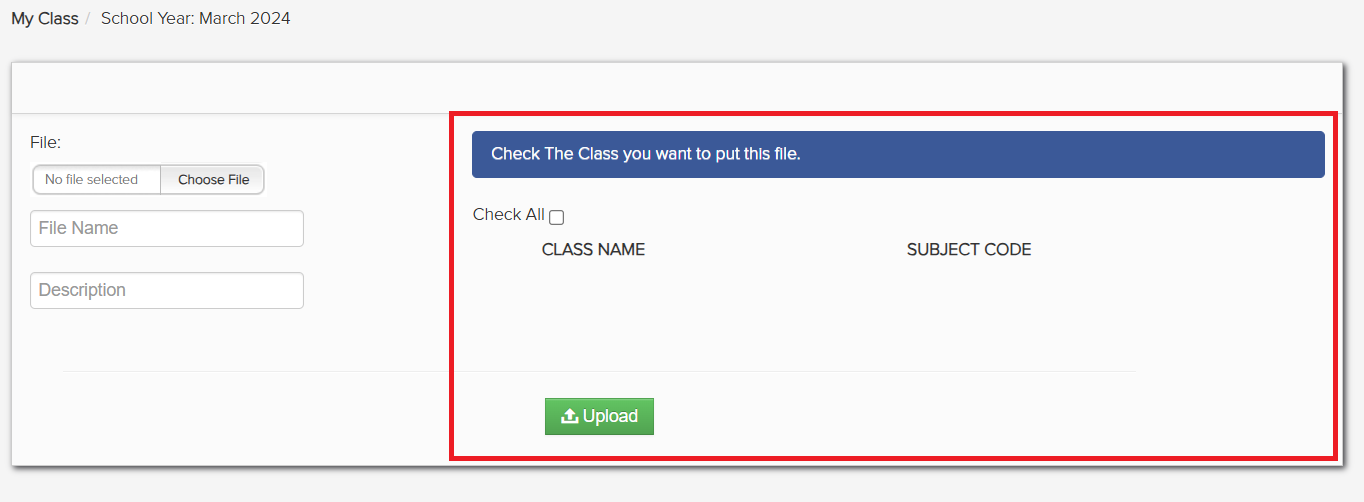 My Class / School Year: March 2024
File:
No file selected Choose File
File Name
Description
Check The Class you want to put this file.
Check All
CLASS NAME SUBJECT CODE
Upload